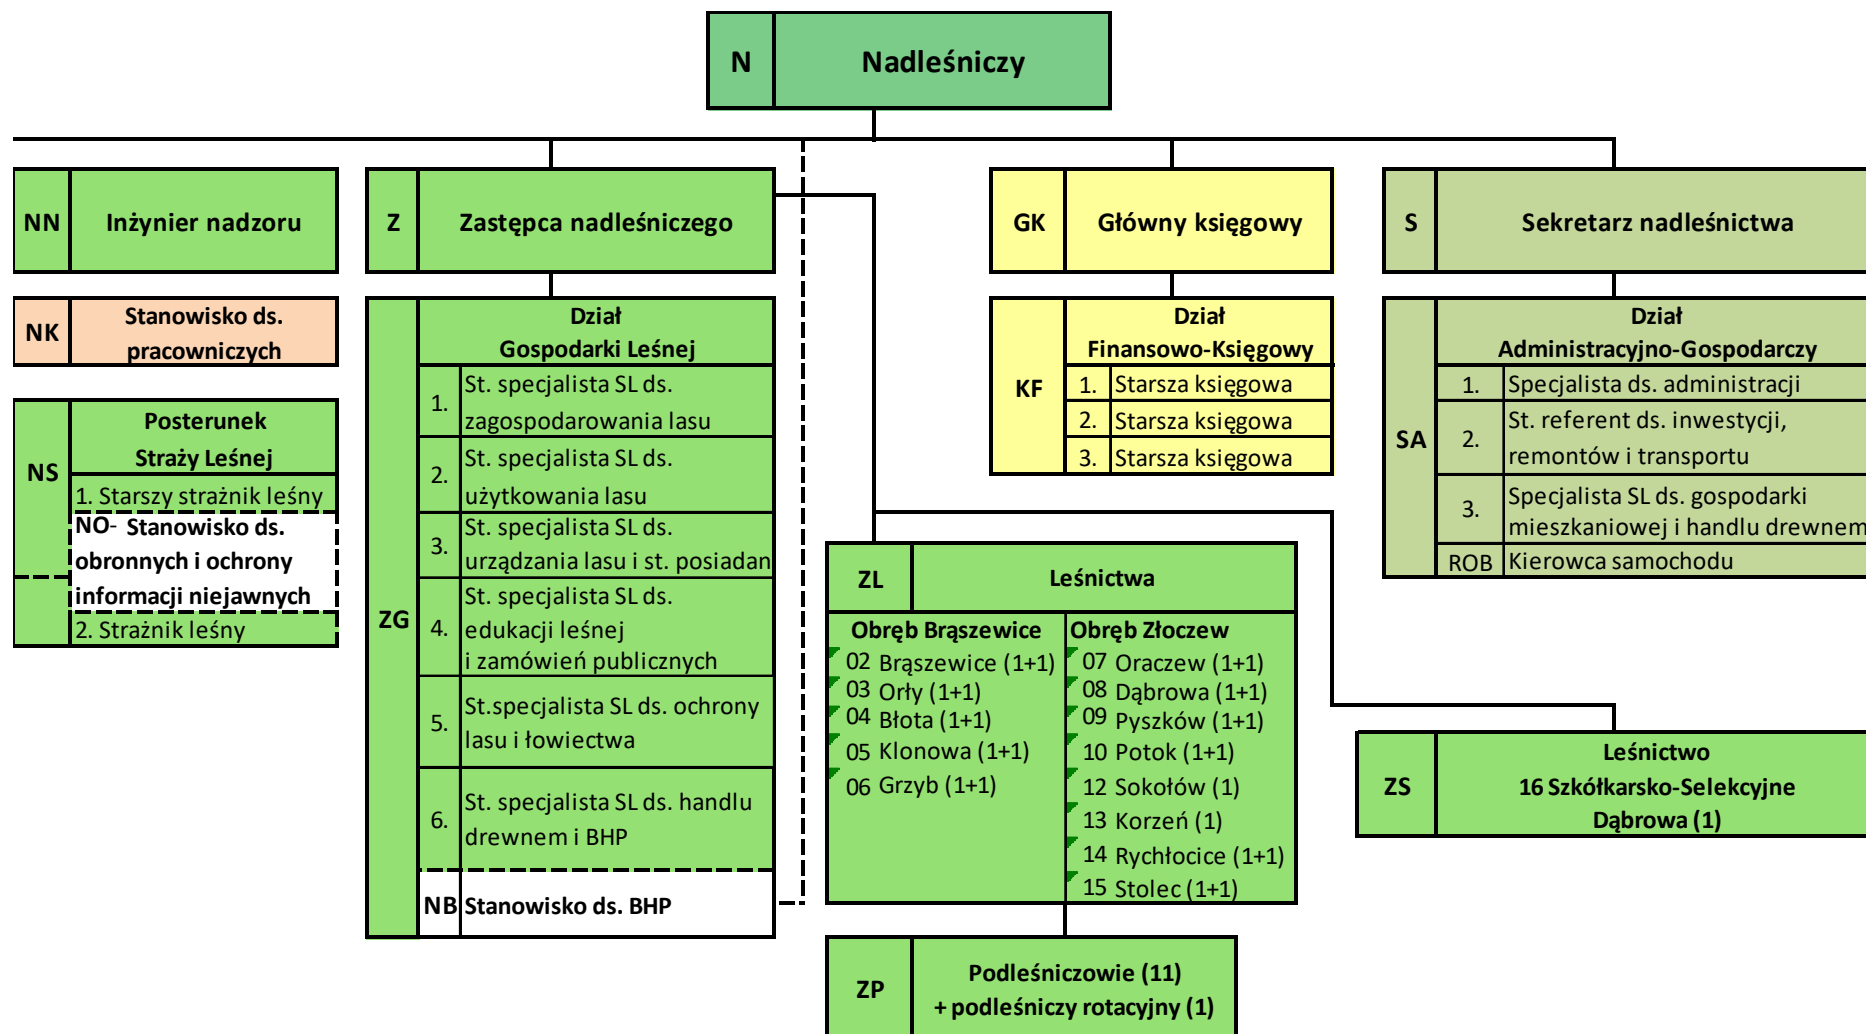 N Nadleśniczy
NN Inżynier nadzoru
Z Zastępca nadleśniczego
GK Główny księgowy
S Sekretarz nadleśnictwa
NK
Stanowisko ds.
pracowniczych
NS
Posterunek
Straży Leśnej
1. Starszy strażnik leśny
NO- Stanowisko ds.
obronnych i ochrony
informacji niejawnych
2. Strażnik leśny
ZG
Dział
Gospodarki Leśnej
1. St. specjalista SL ds.
zagospodarowania lasu
2. St. specjalista SL ds.
użytkowania lasu
3. St. specjalista SL ds.
urządzania lasu i st. posiadan
4. St. specjalista SL ds.
edukacji leśnej
i zamówień publicznych
5. St.specjalista SL ds. ochrony
lasu i łowiectwa
6. St. specjalista SL ds. handlu
drewnem i BHP
NB Stanowisko ds. BHP
KF
Dział
Finansowo-Księgowy
1. Starsza księgowa
2. Starsza księgowa
3. Starsza księgowa
SA
Dział
Administracyjno-Gospodarczy
1. Specjalista ds. administracji
2. St. referent ds. inwestycji,
remontów i transportu
3. Specjalista SL ds. gospodarki
mieszkaniowej i handlu drewnem
ROB Kierowca samochodu
ZL Leśnictwa
Obręb Brąszewice
02 Brąszewice (1+1)
03 Orły (1+1)
04 Błota (1+1)
05 Klonowa (1+1)
06 Grzyb (1+1)
Obręb Złoczew
07 Oraczew (1+1)
08 Dąbrowa (1+1)
09 Pyszków (1+1)
10 Potok (1+1)
12 Sokołów (1)
13 Korzeń (1)
14 Rychłocice (1+1)
15 Stolec (1+1)
ZS
Leśnictwo
16 Szkółkarsko-Selekcyjne
Dąbrowa (1)
ZP
Podleśniczowie (11)
+ podleśniczy rotacyjny (1)